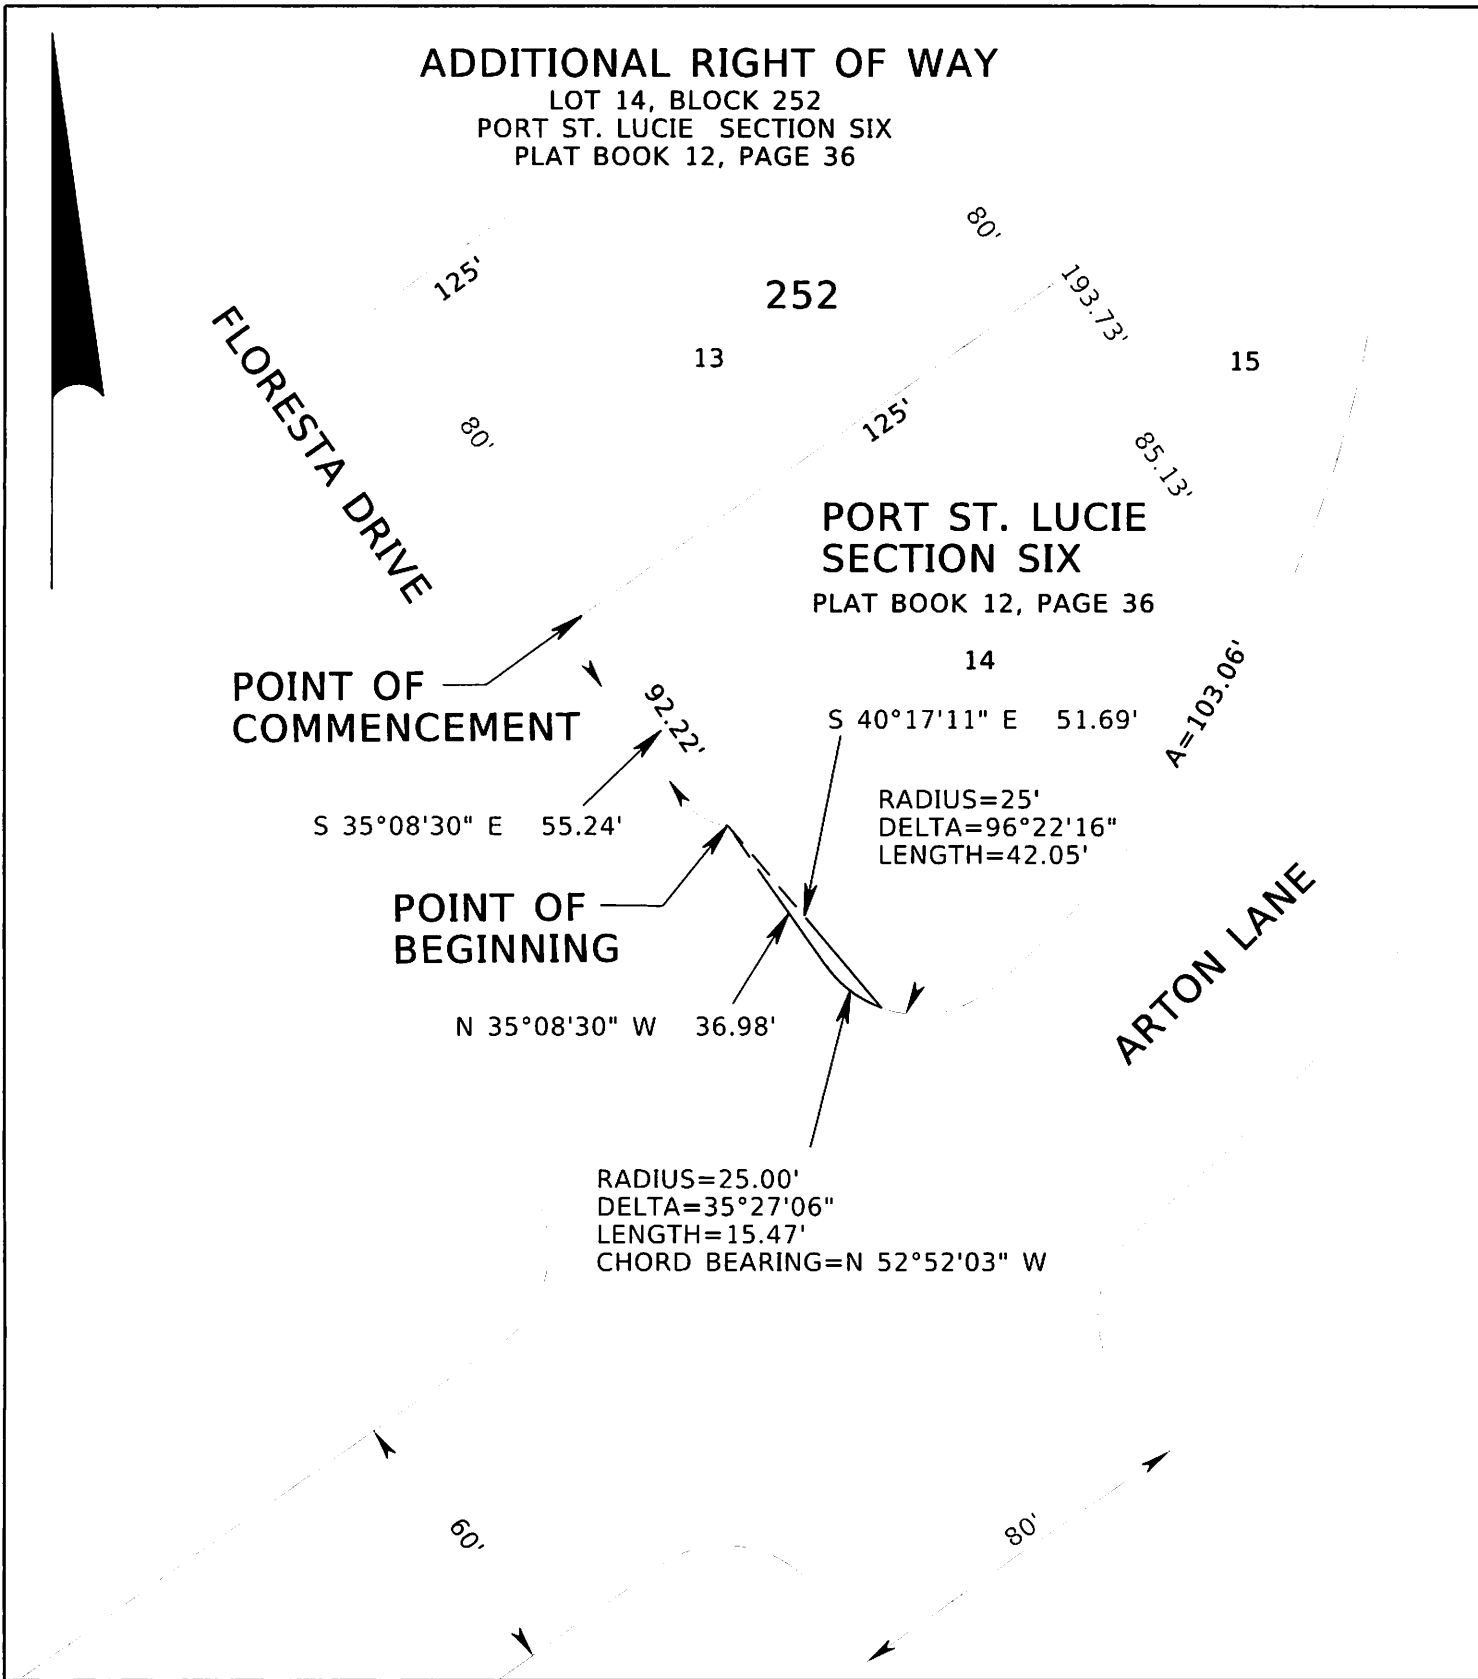 ADDITIONAL RIGHT OF WAY
LOT 14, BLOCK 252
PORT ST. LUCIE SECTION SIX
PLAT BOOK 12, PAGE 36
80'
125'
252
193.73'
13
15
FLORESTA DRIVE
80'
125'
85.13'
PORT ST. LUCIE
SECTION SIX
PLAT BOOK 12, PAGE 36
14
POINT OF
COMMENCEMENT
92.22'
S 40°17'11" E 51.69'
A=103.06'
S 35°08'30" E 55.24'
RADIUS=25'
DELTA=96°22'16"
LENGTH=42.05'
POINT OF
BEGINNING
ARTON LANE
N 35°08'30" W 36.98'
RADIUS=25.00'
DELTA=35°27'06"
LENGTH=15.47'
CHORD BEARING=N 52°52'03" W
60'
80'